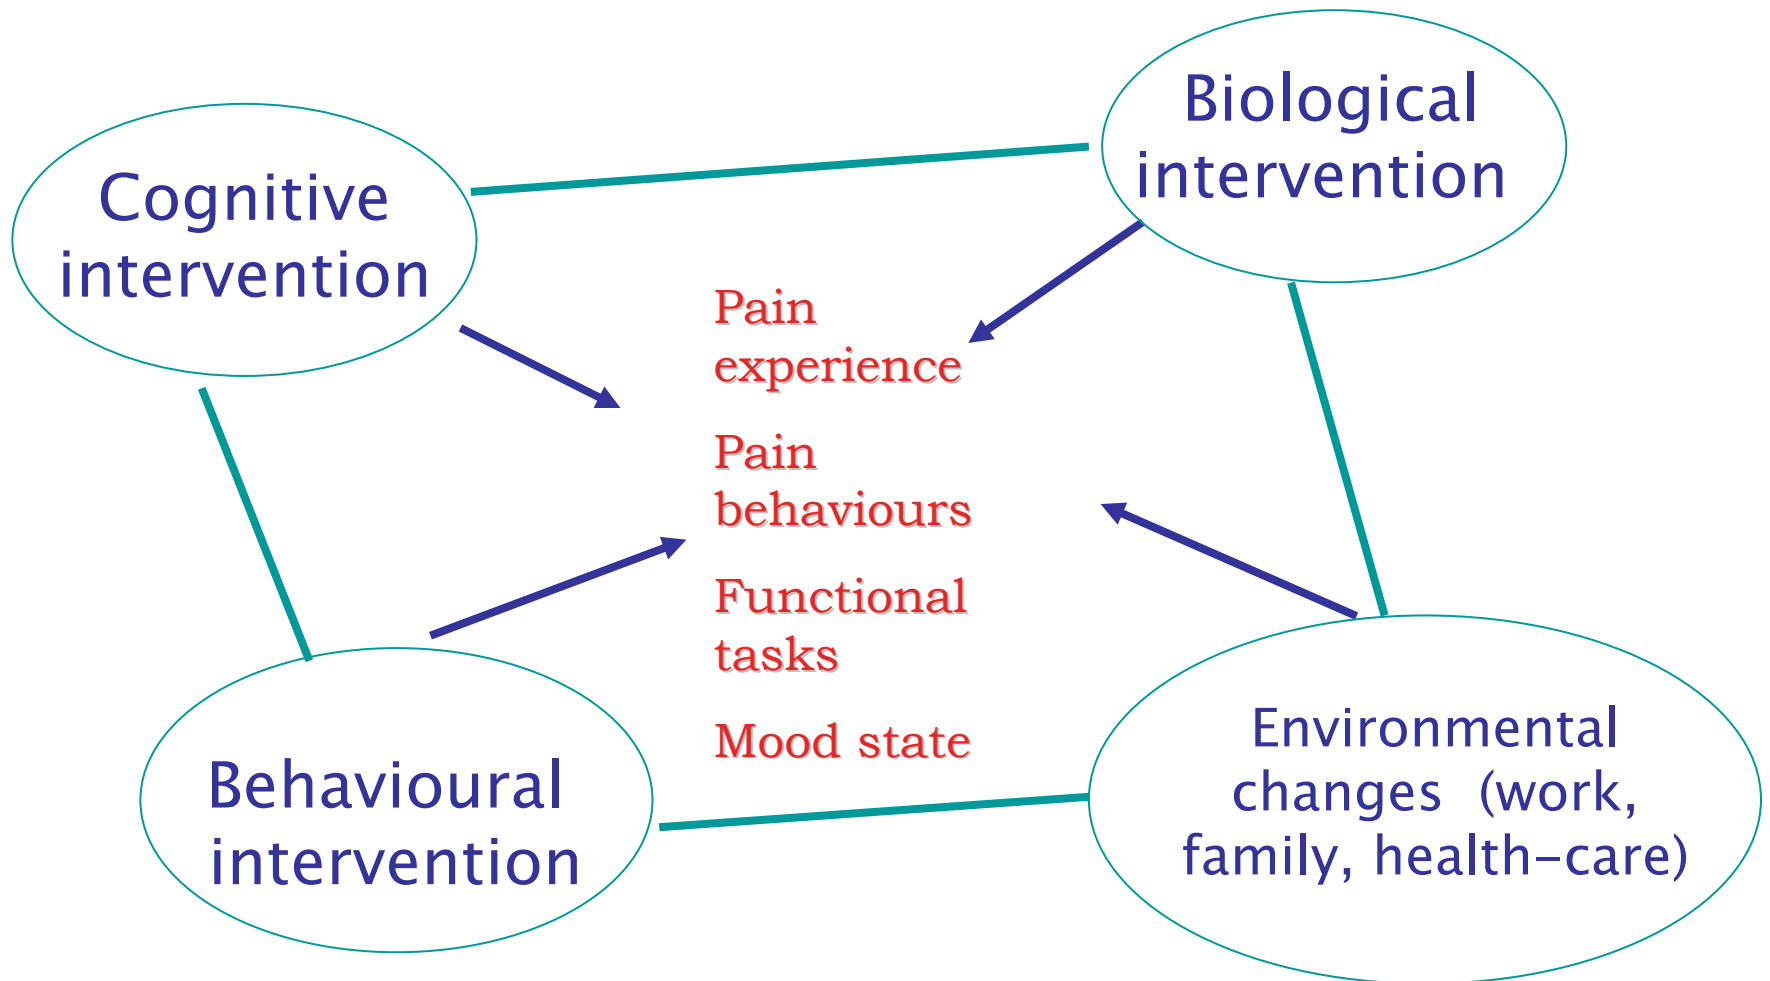 Cognitive
intervention
Biological
intervention
Pain
experience
Pain
behaviours
Functional
tasks
Mood state
Behavioural
intervention
Environmental
changes  (work,
family, health-care)